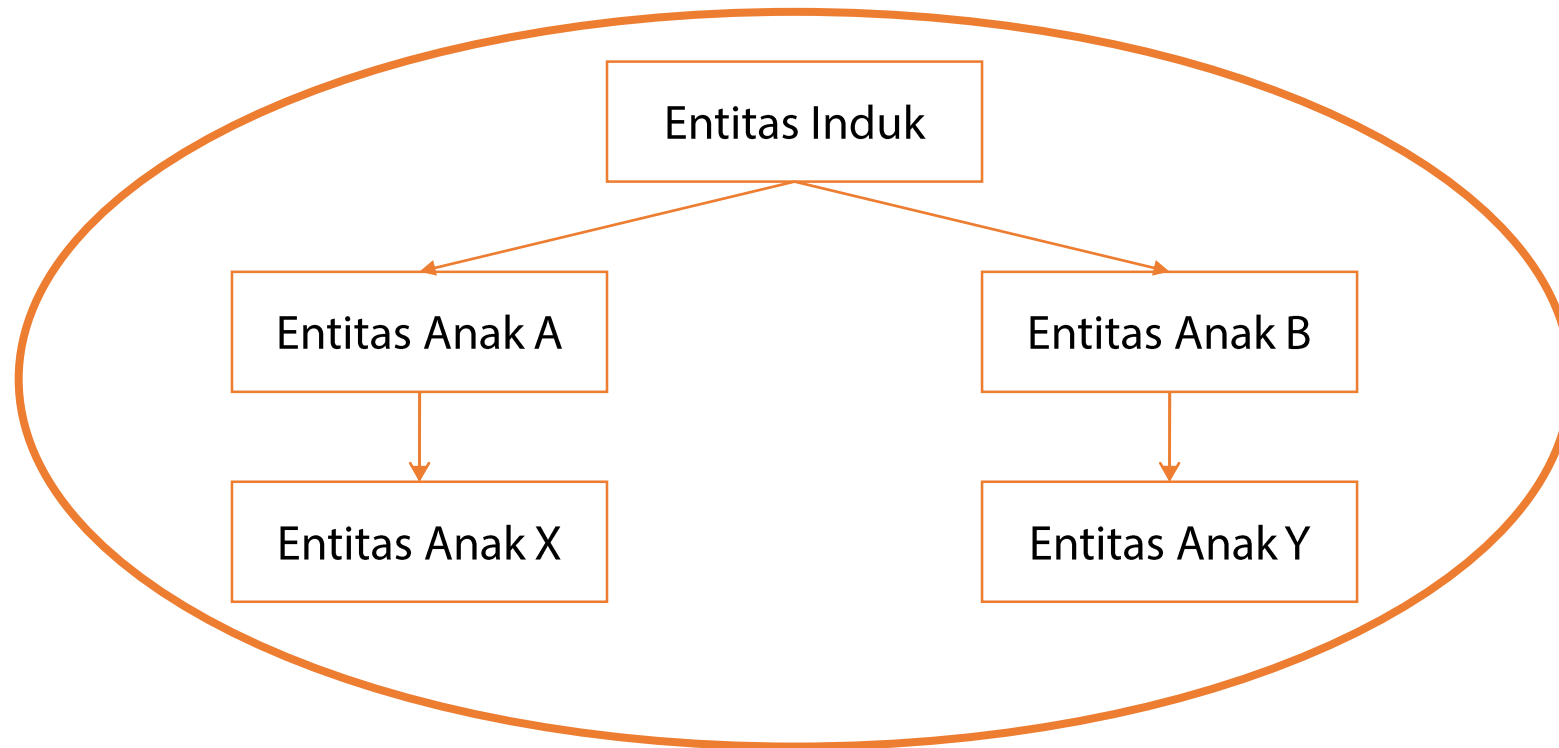 Entitas Induk
Entitas Anak A
Entitas Anak B
Entitas Anak X
Entitas Anak Y